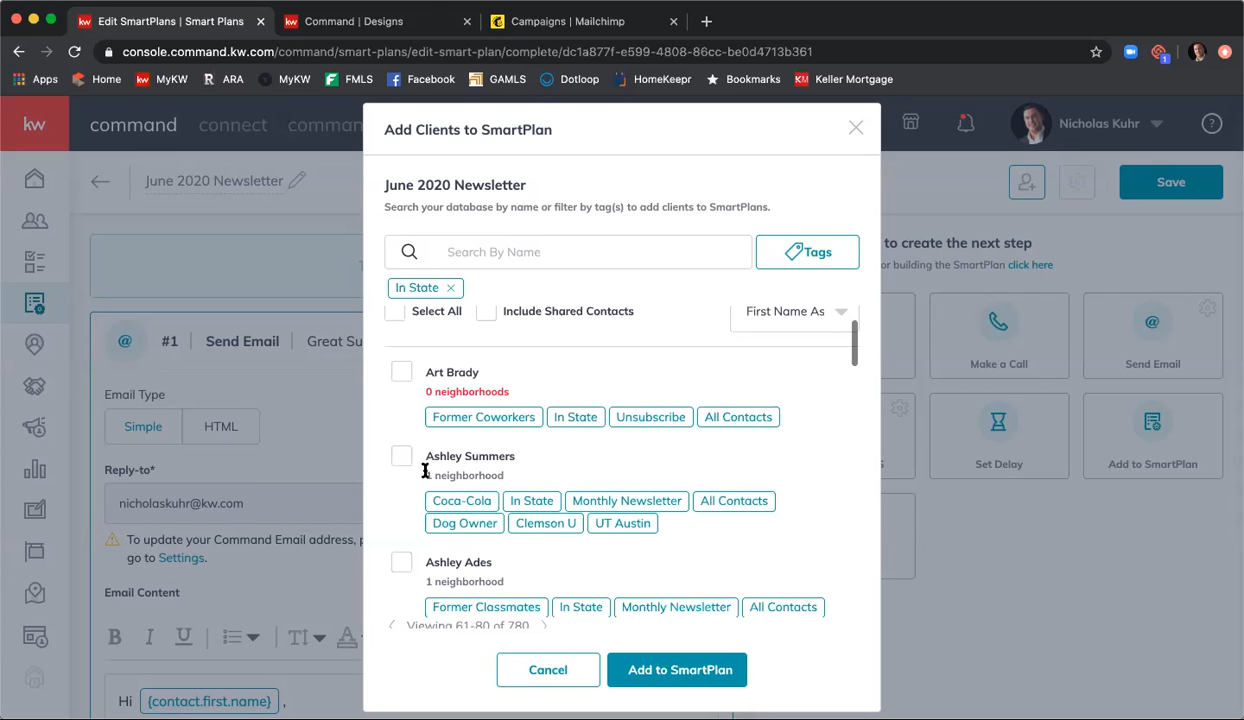 Edit SmartPlans | Smart Plans
Command | Designs
Campaigns | Mailchimp
console.command.kw.com/command/smart-plans/edit-smart-plan/complete/dc1a877f-e599-4808-86cc-be0d4713b361
1
Apps
Home
MyKW
ARA
MyKW
FMLS
Facebook
GAMLS
Dotloop
HomeKeepr
Bookmarks
Keller Mortgage
kw
command
connect
comman
Nicholas Kuhr
June 2020 Newsletter
Save
to create the next step
or building the SmartPlan click here
#1
Send Email
Great Su
Email Type
Simple
HTML
Reply-to*
nicholaskuhr@kw.com
To update your Command Email address, p
go to Settings.
Email Content
B I U
Hi {contact.first.name} ,
Make a Call
Send Email
S
Set Delay
Add to SmartPlan
Add Clients to SmartPlan
June 2020 Newsletter
Search your database by name or filter by tag(s) to add clients to SmartPlans.
Search By Name
Tags
In State
Select All
Include Shared Contacts
First Name As
Art Brady
0 neighborhoods
Former Coworkers
In State
Unsubscribe
All Contacts
Ashley Summers
neighborhood
Coca-Cola
In State
Monthly Newsletter
All Contacts
Dog Owner
Clemson U
UT Austin
Ashley Ades
1 neighborhood
Former Classmates
In State
Monthly Newsletter
All Contacts
Viewing 61-80 of 780
Cancel
Add to SmartPlan